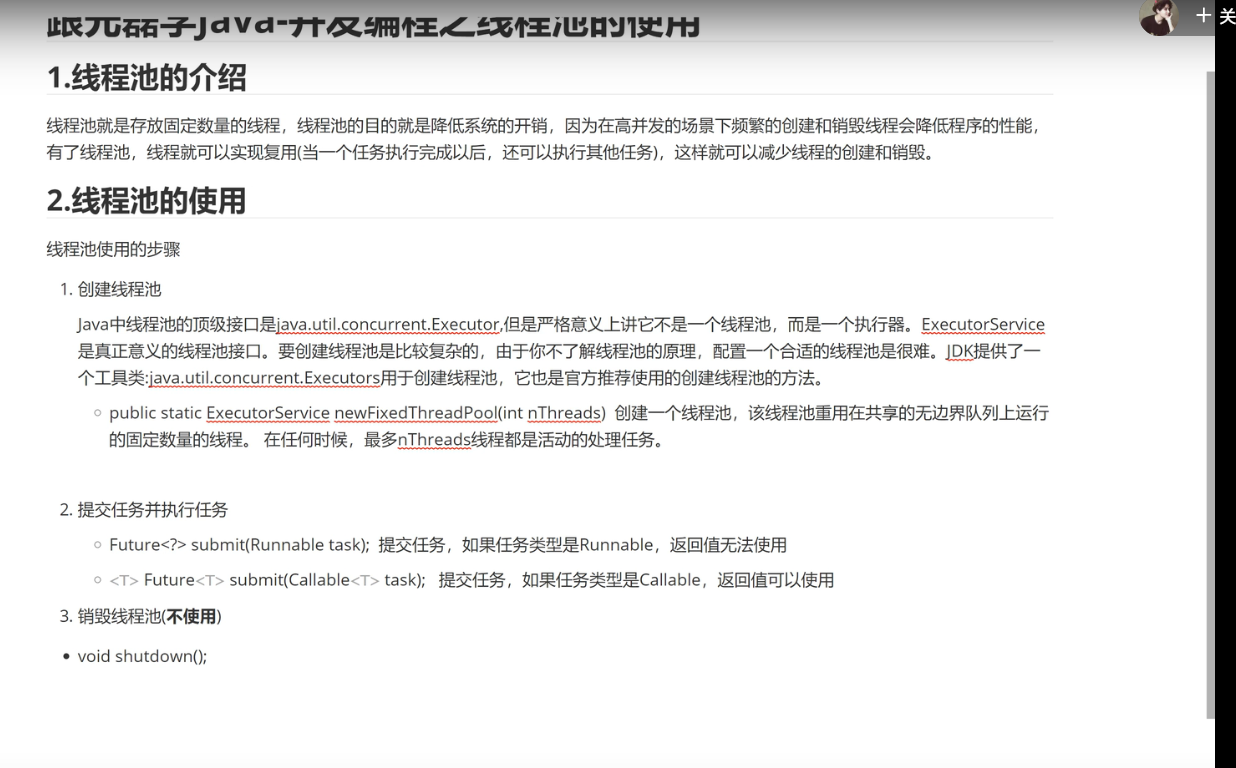 跟光磊学Java-并发编程之线程池的使用
+ 关
1.线程池的介绍
线程池就是存放固定数量的线程，线程池的目的就是降低系统的开销，因为在高并发的场景下频繁的创建和销毁线程会降低程序的性能，
有了线程池，线程就可以实现复用(当一个任务执行完成以后，还可以执行其他任务)，这样就可以减少线程的创建和销毁。
2.线程池的使用
线程池使用的步骤
1. 创建线程池
Java中线程池的顶级接口是java.util.concurrent.Executor,但是严格意义上讲它不是一个线程池，而是一个执行器。ExecutorService
是真正意义的线程池接口。要创建线程池是比较复杂的，由于你不了解线程池的原理，配置一个合适的线程池是很难。JDK提供了一
个工具类:java.util.concurrent.Executors用于创建线程池，它也是官方推荐使用的创建线程池的方法。
○ public static ExecutorService newFixedThreadPool(int nThreads) 创建一个线程池，该线程池重用在共享的无边界队列上运行
的固定数量的线程。 在任何时候，最多nThreads线程都是活动的处理任务。
2. 提交任务并执行任务
○ Future<?> submit(Runnable task); 提交任务，如果任务类型是Runnable，返回值无法使用
○ <T> Future<T> submit(Callable<T> task); 提交任务，如果任务类型是Callable，返回值可以使用
3. 销毁线程池(不使用)
• void shutdown();